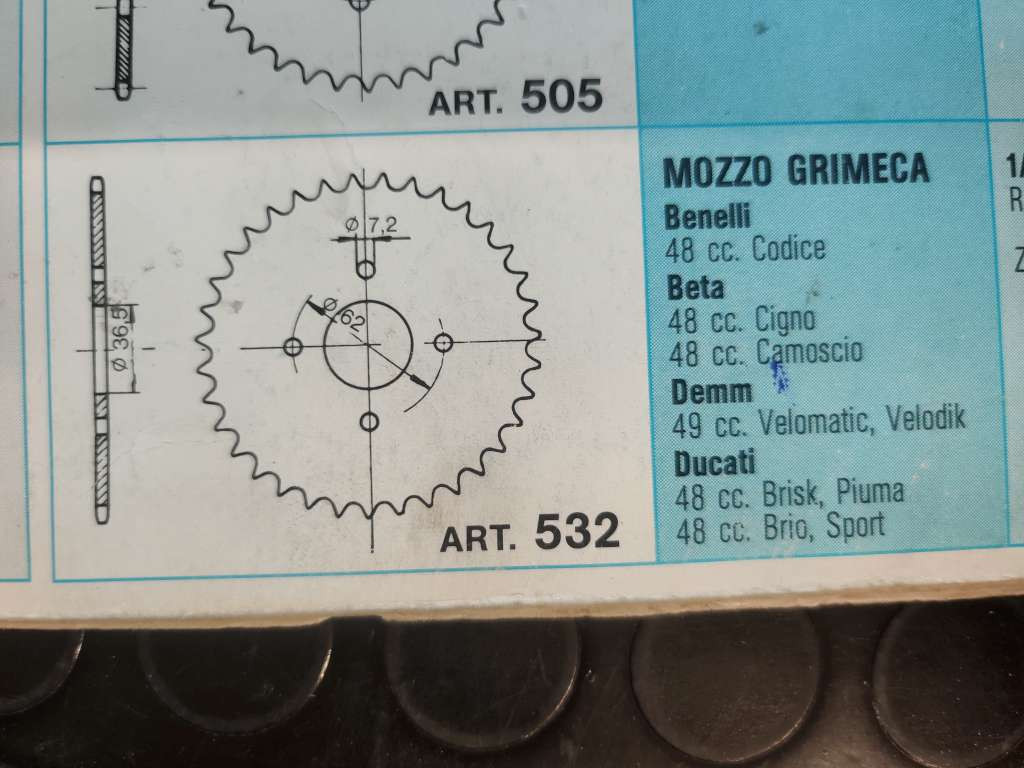 ART. 505
ø 7,2
ø 62
ø 36,5
ART. 532
MOZZO GRIMECA
Benelli
48 cc. Codice
Beta
48 cc. Cigno
48 cc. Camoscio
Demm
49 cc. Velomatic, Velodik
Ducati
48 cc. Brisk, Piuma
48 cc. Brio, Sport